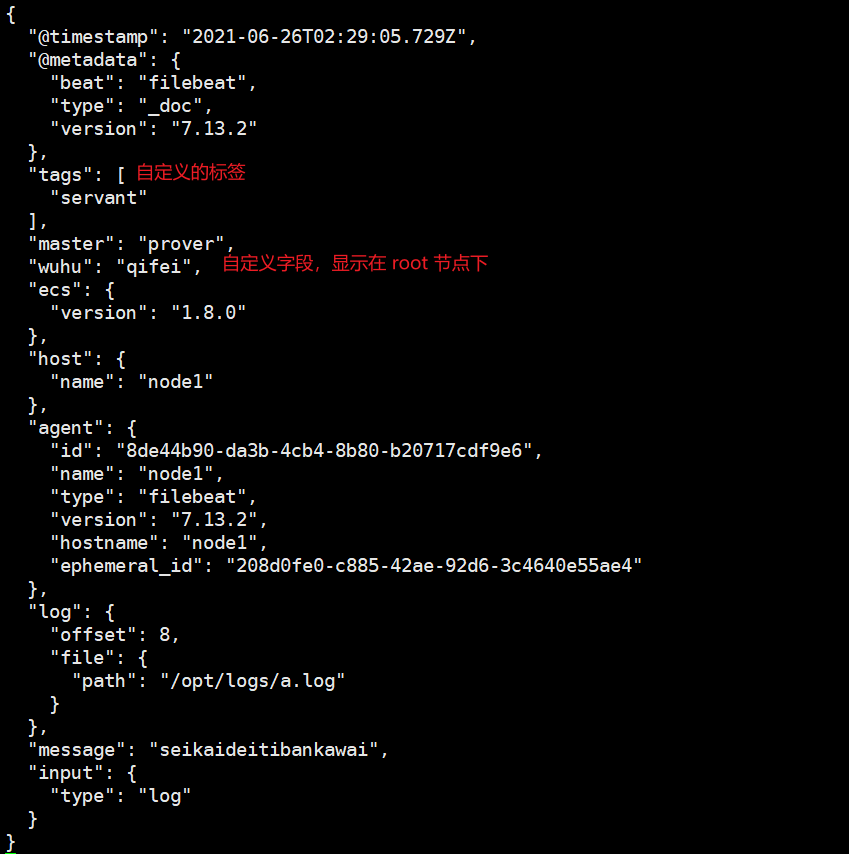 {
  "@timestamp": "2021-06-26T02:29:05.729Z",
  "@metadata": {
    "beat": "filebeat",
    "type": "_doc",
    "version": "7.13.2"
  },
  "tags": [ 自定义的标签
    "servant"
  ],
  "master": "prover",
  "wuhu": "qifei", 自定义字段，显示在 root 节点下
  "ecs": {
    "version": "1.8.0"
  },
  "host": {
    "name": "node1"
  },
  "agent": {
    "id": "8de44b90-da3b-4cb4-8b80-b20717cdf9e6",
    "name": "node1",
    "type": "filebeat",
    "version": "7.13.2",
    "hostname": "node1",
    "ephemeral_id": "208d0fe0-c885-42ae-92d6-3c4640e55ae4"
  },
  "log": {
    "offset": 8,
    "file": {
      "path": "/opt/logs/a.log"
    }
  },
  "message": "seikaideitibankawai",
  "input": {
    "type": "log"
  }
}